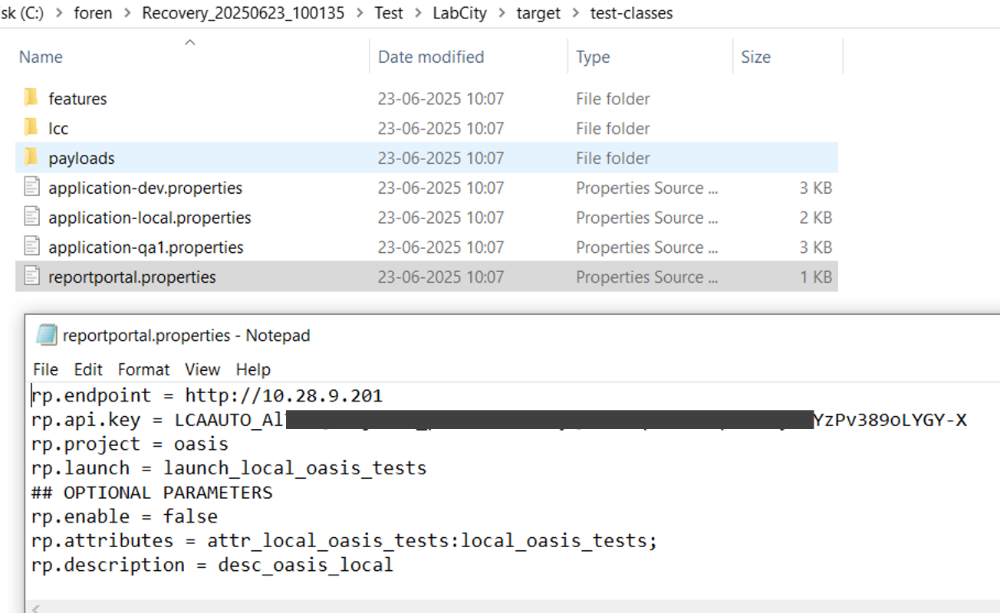 sk (C:) > foren > Recovery_20250623_100135 > Test > LabCity > target > test-classes
Name Date modified Type Size
features 23-06-2025 10:07 File folder
lcc 23-06-2025 10:07 File folder
payloads 23-06-2025 10:07 File folder
application-dev.properties 23-06-2025 10:07 Properties Source ... 3 KB
application-local.properties 23-06-2025 10:07 Properties Source ... 2 KB
application-qa1.properties 23-06-2025 10:07 Properties Source ... 3 KB
reportportal.properties 23-06-2025 10:07 Properties Source ... 1 KB
reportportal.properties - Notepad
File Edit Format View Help
rp.endpoint = http://10.28.9.201
rp.api.key = LCAAUTO_Al YzPv389oLYGY-X
rp.project = oasis
rp.launch = launch_local_oasis_tests
## OPTIONAL PARAMETERS
rp.enable = false
rp.attributes = attr_local_oasis_tests:local_oasis_tests;
rp.description = desc_oasis_local